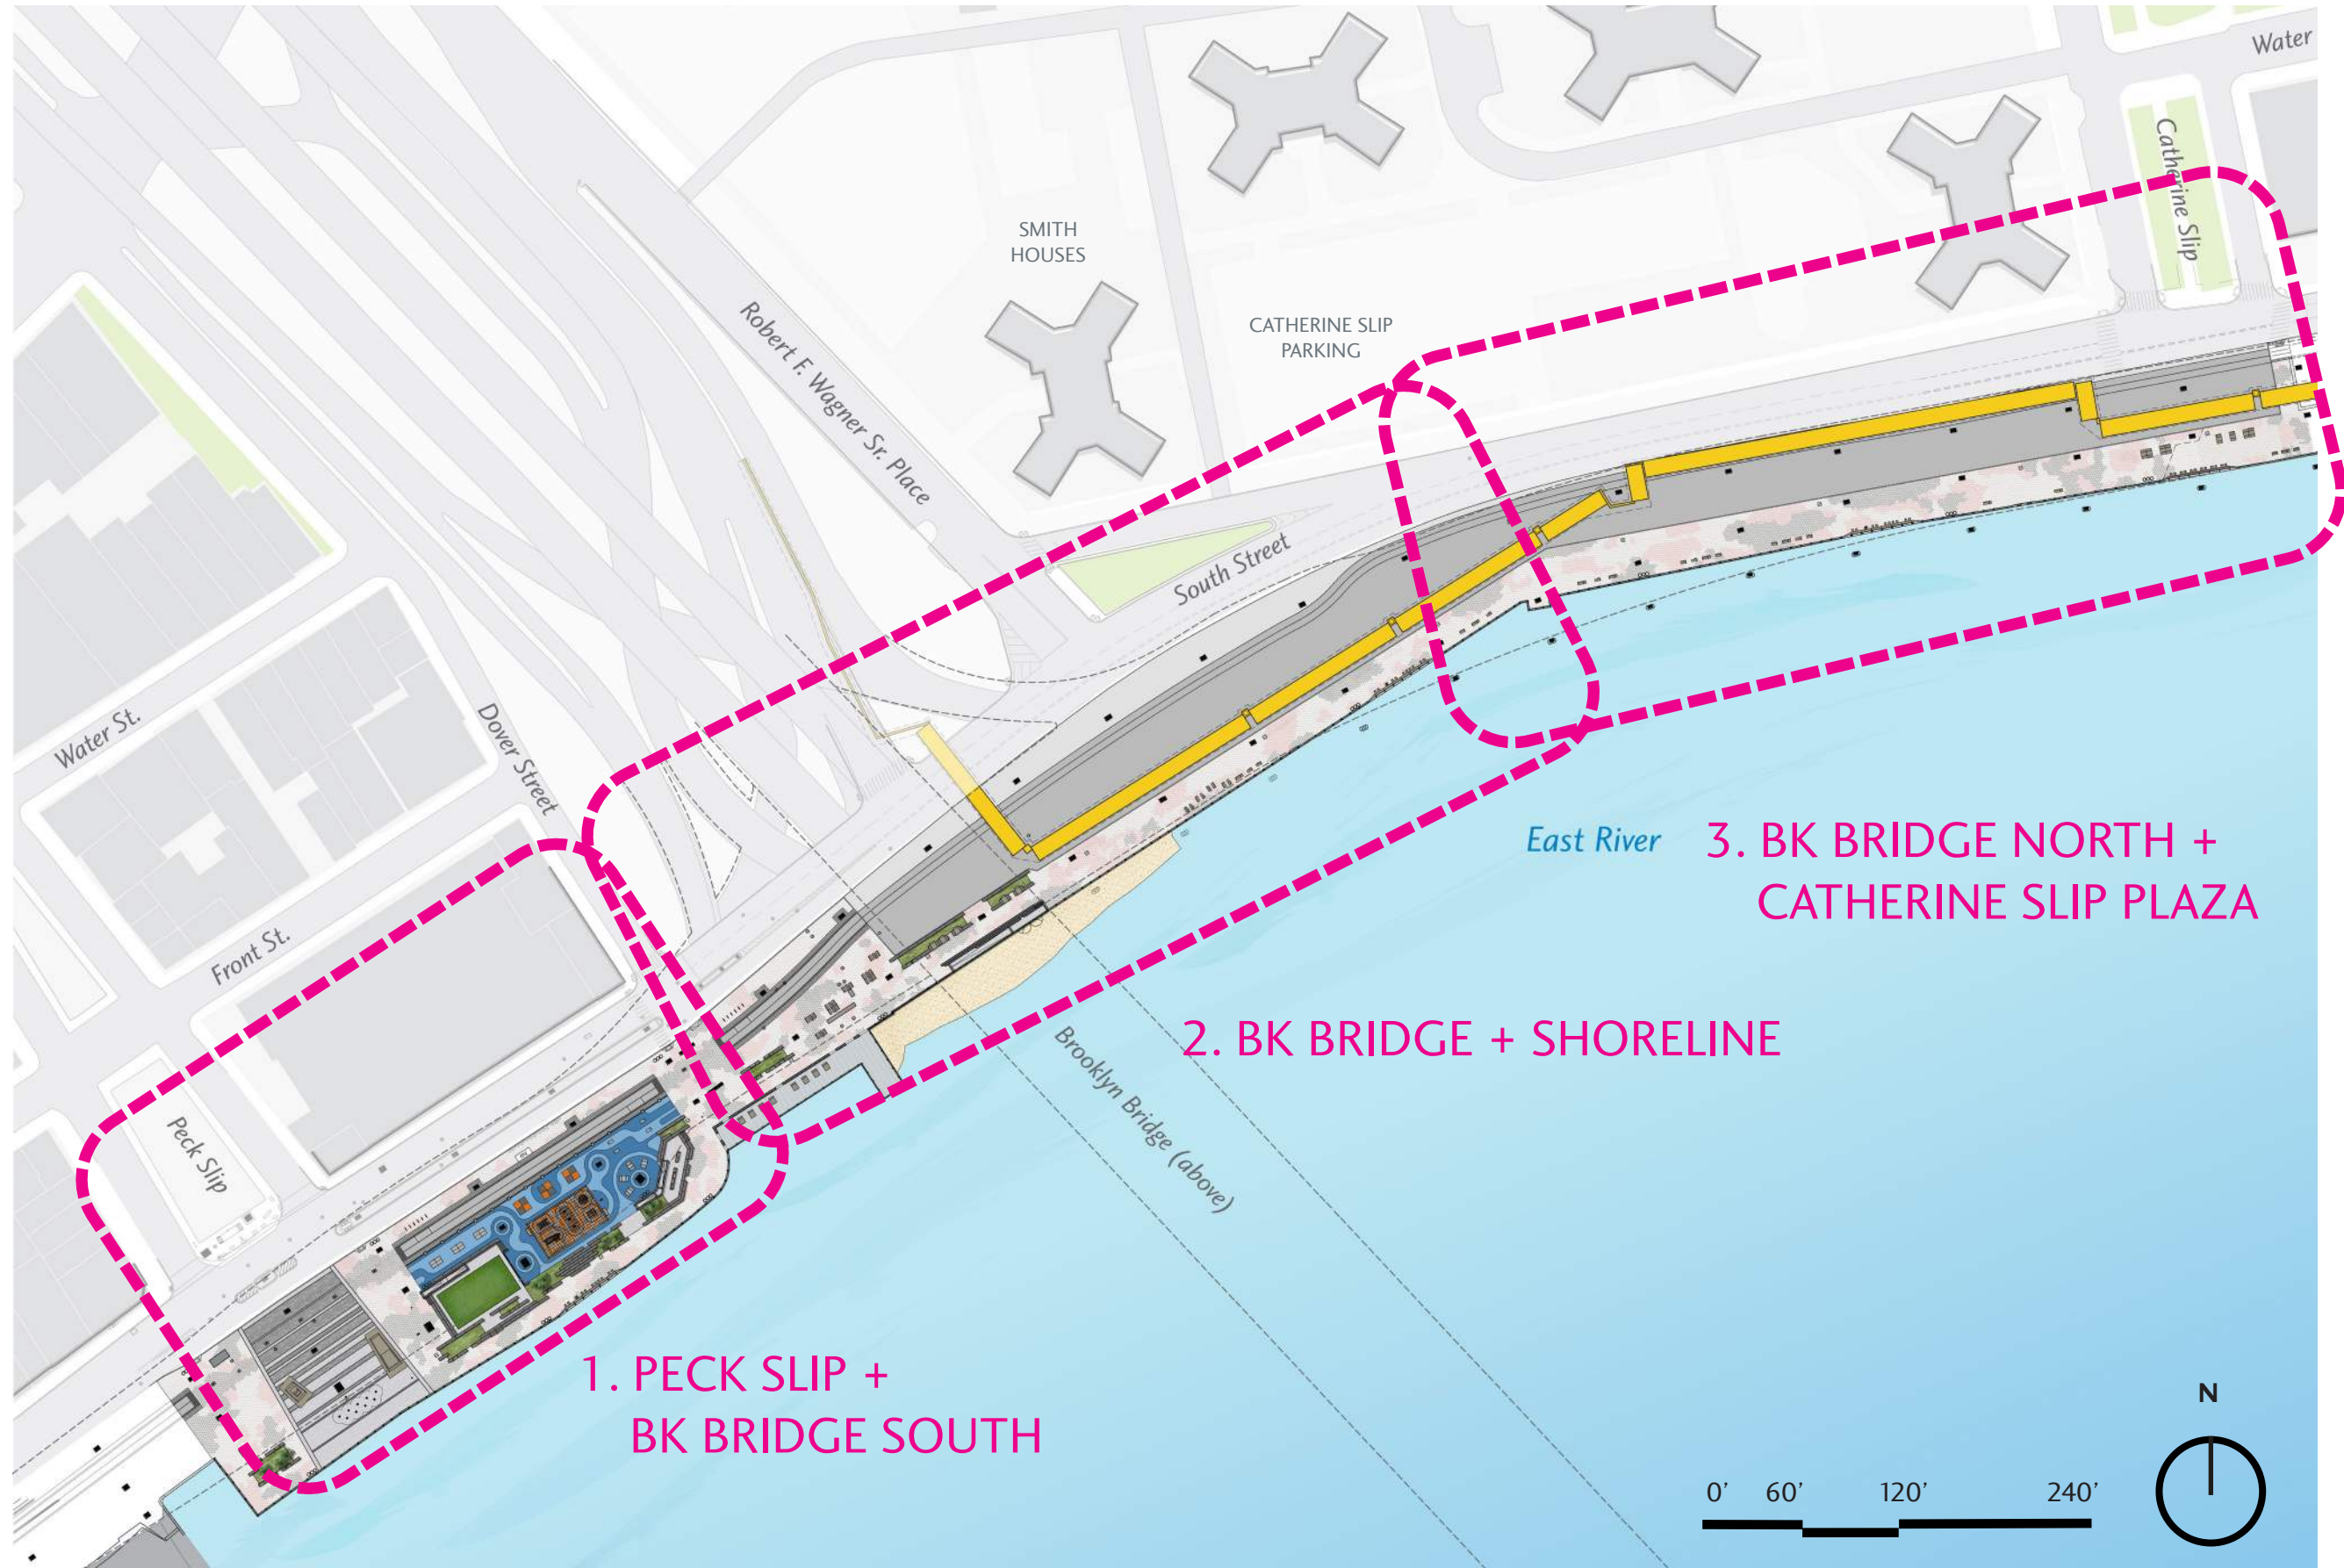 Water
Catherine Slip
SMITH
HOUSES
Robert F. Wagner Sr. Place
CATHERINE SLIP
PARKING
South Street
Water St.
Dover Street
Front St.
Peck Slip
East River
3. BK BRIDGE NORTH +
CATHERINE SLIP PLAZA
2. BK BRIDGE + SHORELINE
Brooklyn Bridge (above)
1. PECK SLIP +
BK BRIDGE SOUTH
N
0’ 60’ 120’ 240’